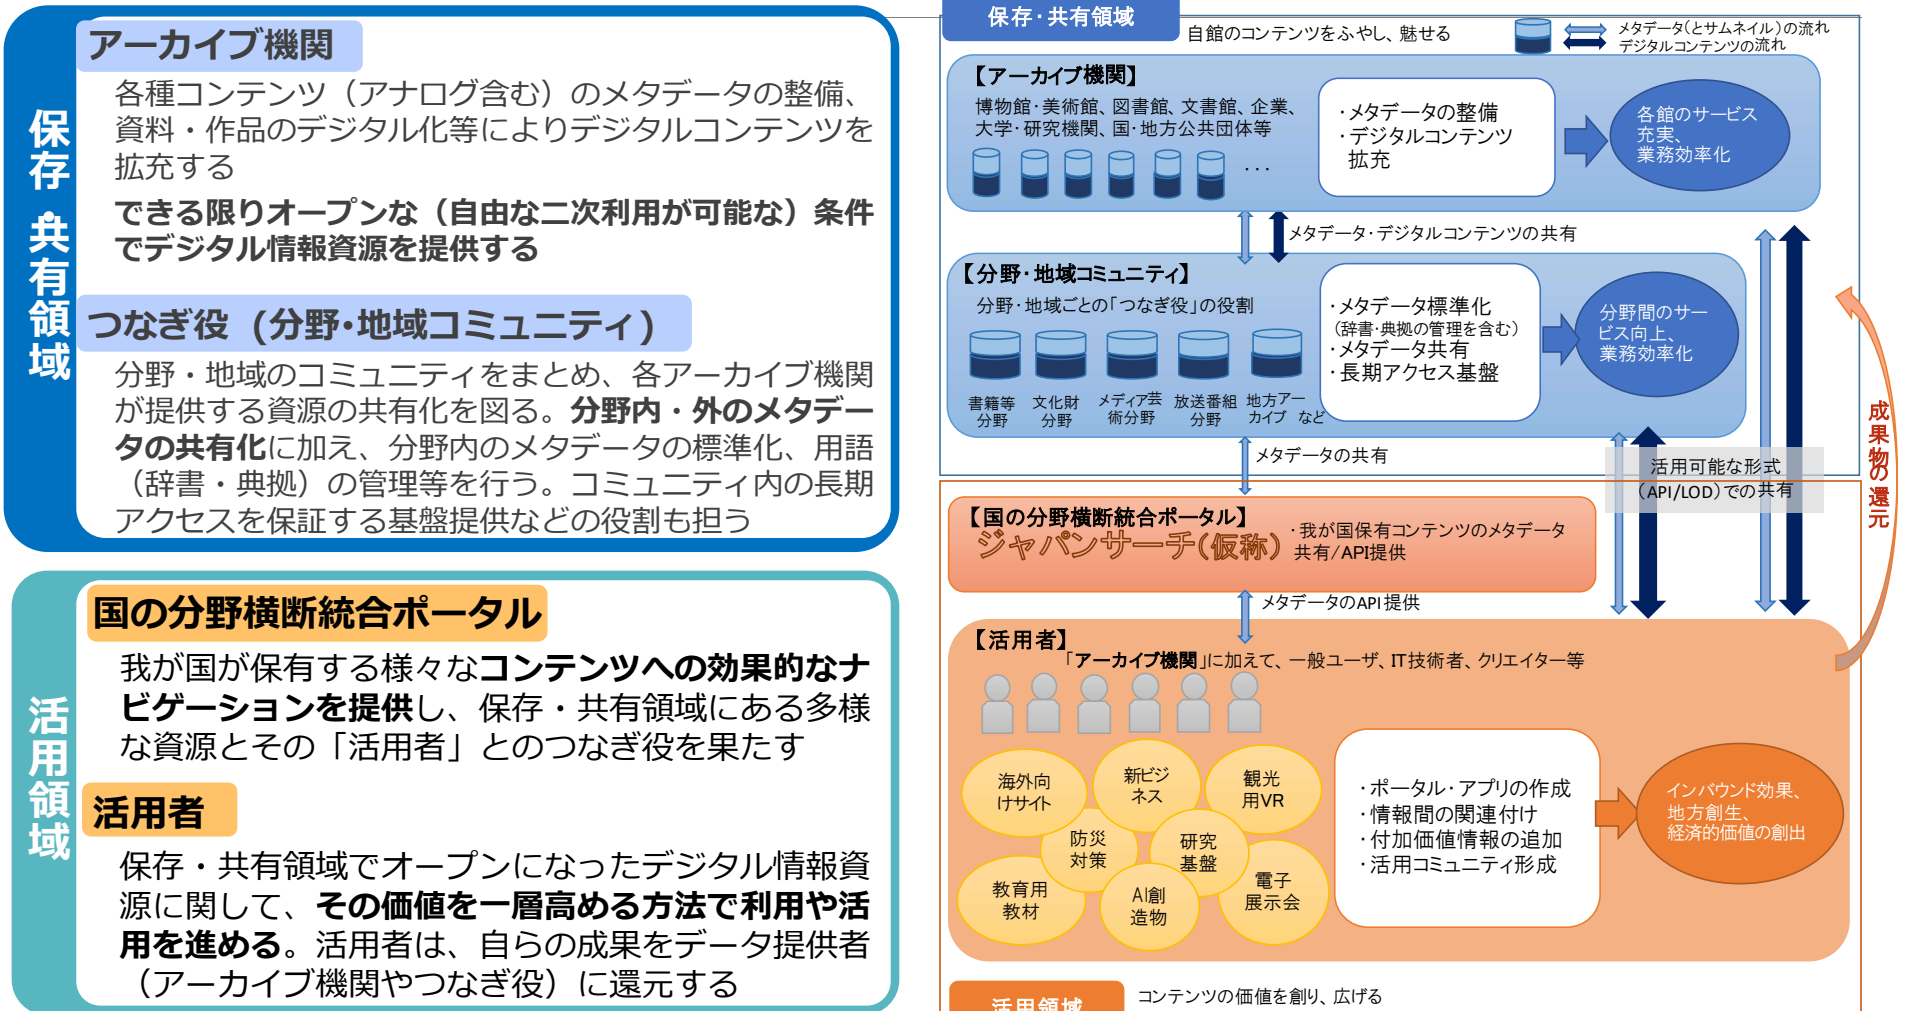 保存・共有領域
アーカイブ機関
各種コンテンツ（アナログ含む）のメタデータの整備、
資料・作品のデジタル化等によりデジタルコンテンツを
拡充する
できる限りオープンな（自由な二次利用が可能な）条件
でデジタル情報資源を提供する
つなぎ役 (分野・地域コミュニティ)
分野・地域のコミュニティをまとめ、各アーカイブ機関
が提供する資源の共有化を図る。分野内・外のメタデー
タの共有化に加え、分野内のメタデータの標準化、用語
（辞書・典拠）の管理等を行う。コミュニティ内の長期
アクセスを保証する基盤提供などの役割も担う
活用領域
国の分野横断統合ポータル
我が国が保有する様々なコンテンツへの効果的なナ
ビゲーションを提供し、保存・共有領域にある多様
な資源とその「活用者」とのつなぎ役を果たす
活用者
保存・共有領域でオープンになったデジタル情報資
源に関して、その価値を一層高める方法で利用や活
用を進める。活用者は、自らの成果をデータ提供者
（アーカイブ機関やつなぎ役）に還元する
保存・共有領域
自館のコンテンツをふやし、魅せる
メタデータ(とサムネイル)の流れ
デジタルコンテンツの流れ
【アーカイブ機関】
博物館・美術館、図書館、文書館、企業、
大学・研究機関、国・地方公共団体等
・・・
・メタデータの整備
・デジタルコンテンツ
拡充
各館のサービス
充実、
業務効率化
メタデータ・デジタルコンテンツの共有
【分野・地域コミュニティ】
分野・地域ごとの「つなぎ役」の役割
書籍等
分野
文化財
分野
メディア芸
術分野
放送番組
分野
地方アー
カイブ など
・メタデータ標準化
（辞書・典拠の管理を含む）
・メタデータ共有
・長期アクセス基盤
分野間のサー
ビス向上、
業務効率化
メタデータの共有
活用可能な形式
（API/LOD）での共有
成果物の還元
【国の分野横断統合ポータル】
ジャパンサーチ(仮称)
・我が国保有コンテンツのメタデータ
共有/API提供
メタデータのAPI提供
【活用者】
「アーカイブ機関」に加えて、一般ユーザ、IT技術者、クリエイター等
海外向
けサイト
新ビジ
ネス
観光
用VR
防災
対策
研究
基盤
教育用
教材
AI創
造物
電子
展示会
・ポータル・アプリの作成
・情報間の関連付け
・付加価値情報の追加
・活用コミュニティ形成
インバウンド効果、
地方創生、
経済的価値の創出
活用領域
コンテンツの価値を創り、広げる